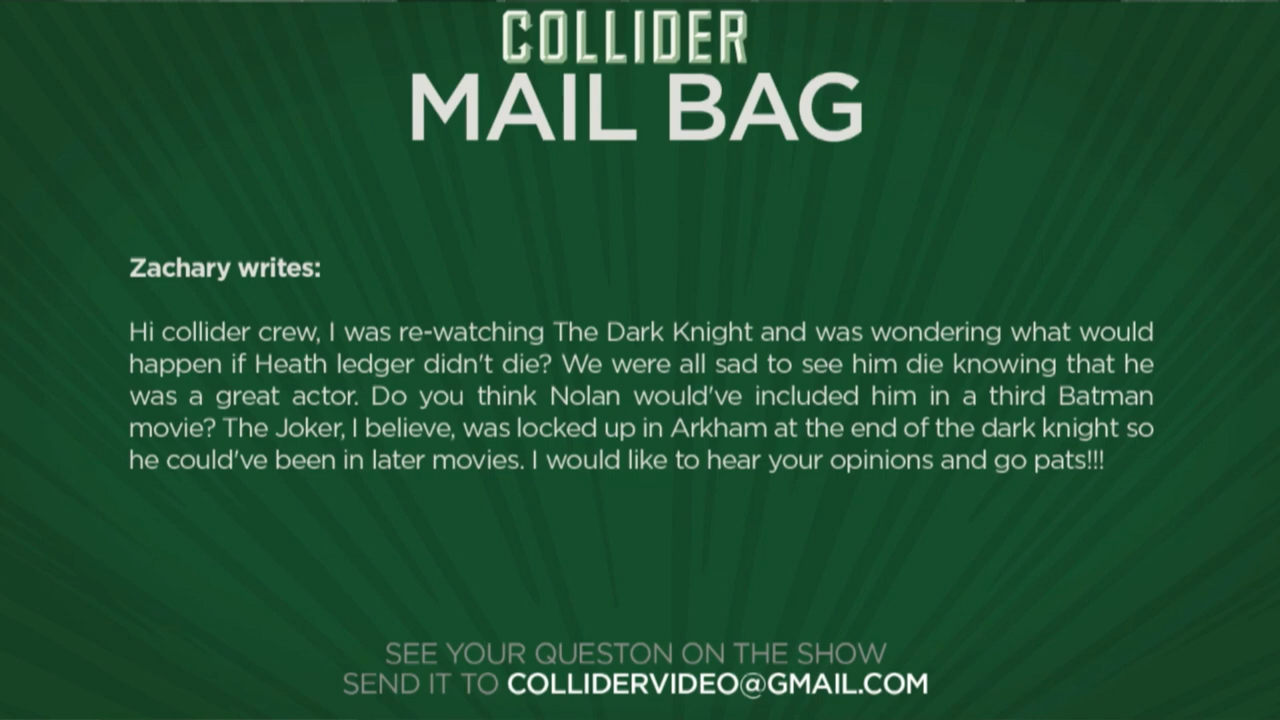 COLLIDER
MAIL BAG
Zachary writes:
Hi collider crew, I was re-watching The Dark Knight and was wondering what would
happen if Heath ledger didn't die? We were all sad to see him die knowing that he
was a great actor. Do you think Nolan would've included him in a third Batman
movie? The Joker, I believe, was locked up in Arkham at the end of the dark knight so
he could've been in later movies. I would like to hear your opinions and go pats!!!
SEE YOUR QUESTON ON THE SHOW
SEND IT TO COLLIDERVIDEO@GMAIL.COM